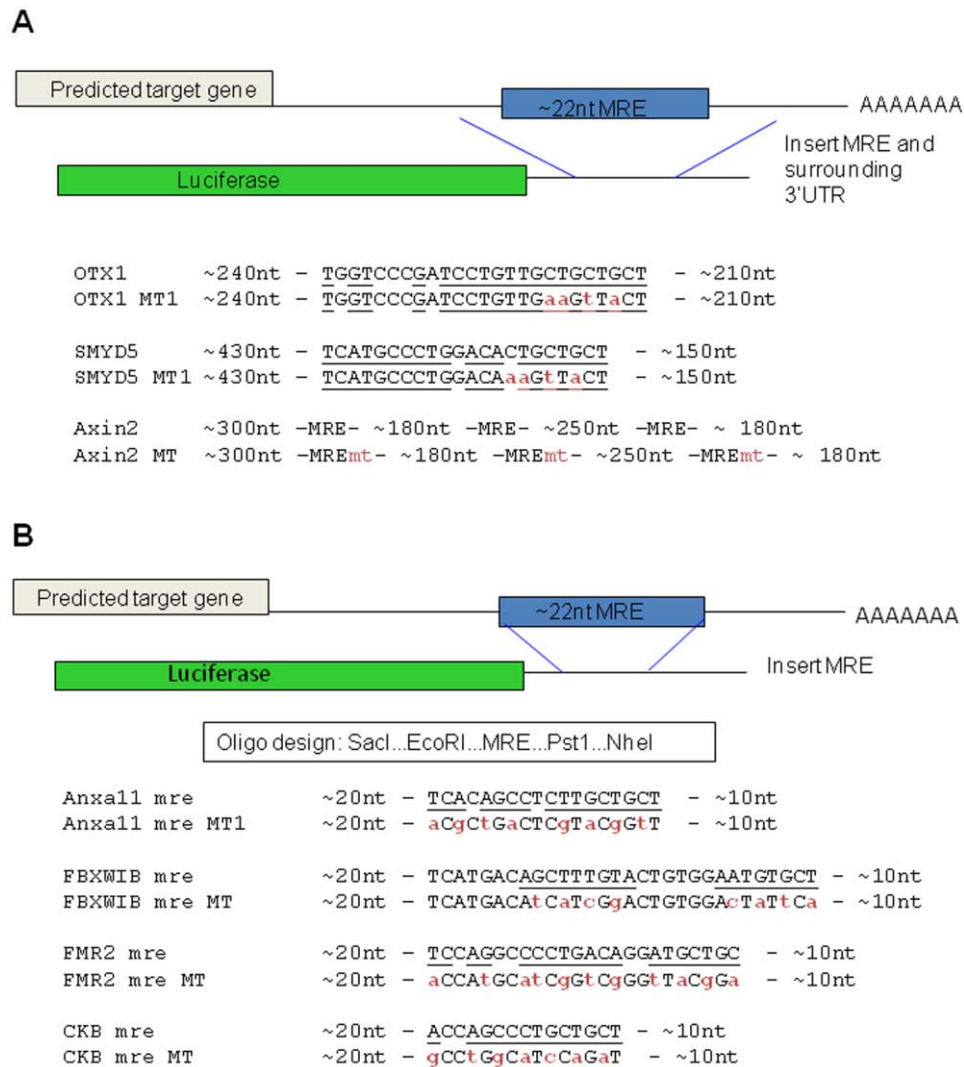 A
Predicted target gene
~22nt MRE
AAAAAAA
Insert MRE and
surrounding
3'UTR
Luciferase
OTX1 ~240nt – TGGTCCCGATCCTGTTGCTGCTGCT – ~210nt
OTX1 MT1 ~240nt – TGGTCCCGATCCTGTTGaaGtTaCT – ~210nt
SMYD5 ~430nt – TCATGCCCTGGACACTGCTGCT – ~150nt
SMYD5 MT1 ~430nt – TCATGCCCTGGACAaaGtTaCT – ~150nt
Axin2 ~300nt –MRE– ~180nt –MRE– ~250nt –MRE– ~ 180nt
Axin2 MT ~300nt –MREmt– ~180nt –MREmt– ~250nt –MREmt– ~ 180nt
B
Predicted target gene
~22nt MRE
AAAAAAA
Luciferase
Insert MRE
Oligo design: SacI...EcoRI...MRE...Pst1...NheI
Anxa11 mre ~20nt – TCACAGCCTCTTGCTGCT – ~10nt
Anxa11 mre MT1 ~20nt – aCgCtGaCTCgTaCgGtT – ~10nt
FBXWIB mre ~20nt – TCATGACAGCTTTGTACTGTGGAATGTGCT – ~10nt
FBXWIB mre MT ~20nt – TCATGACAtCaTcGgACTGTGGAcTaTtCa – ~10nt
FMR2 mre ~20nt – TCCAGGCCCCTGACAGGATGCTGC – ~10nt
FMR2 mre MT ~20nt – aCCAtGCatCgGtCgGGtTaCgGa – ~10nt
CKB mre ~20nt – ACCAGCCCTGCTGCT – ~10nt
CKB mre MT ~20nt – gCCtGgCaTCcAGaT – ~10nt